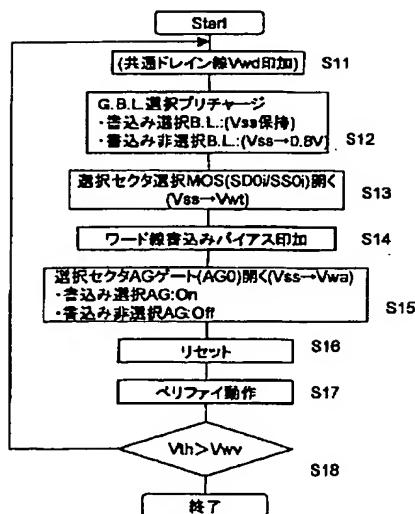 Start
(共通ドレイン線Vwd印加) S11
G.B.L.選択プリチャージ
・書込み選択B.L.:(Vss保持)
・書込み非選択B.L.:(Vss→0.8V) S12
選択セクタ選択MOS(SD0i/SS0i)開く
(Vss→Vwt) S13
ワード線書込みバイアス印加 S14
選択セクタAGゲート(AG0)開く(Vss→Vwa)
・書込み選択AG:On
・書込み非選択AG:Off S15
リセット S16
ベリファイ動作 S17
Vth>Vwv S18
終了